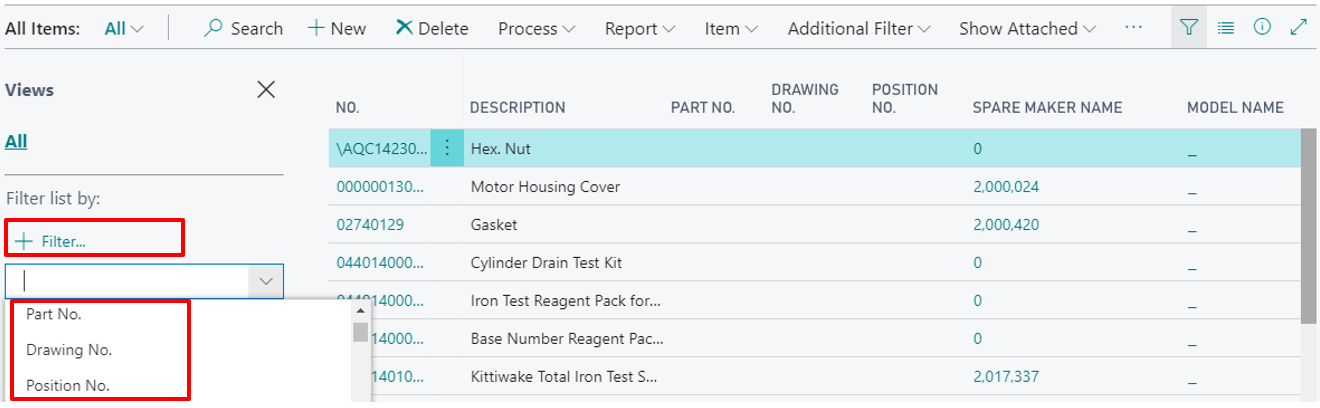 All Items: All Search + New Delete Process Report Item Additional Filter Show Attached ...
Views
All
Filter list by:
+ Filter...
Part No.
Drawing No.
Position No.
NO. DESCRIPTION PART NO. DRAWING NO. POSITION NO. SPARE MAKER NAME MODEL NAME
\AQC14230... Hex. Nut 0 _
000000130... Motor Housing Cover 2,000,024 _
02740129 Gasket 2,000,420 _
044014000... Cylinder Drain Test Kit 0 _
044014000... Iron Test Reagent Pack for... 0 _
14000... Base Number Reagent Pac... 0 _
14010... Kittiwake Total Iron Test S... 2,017,337 _